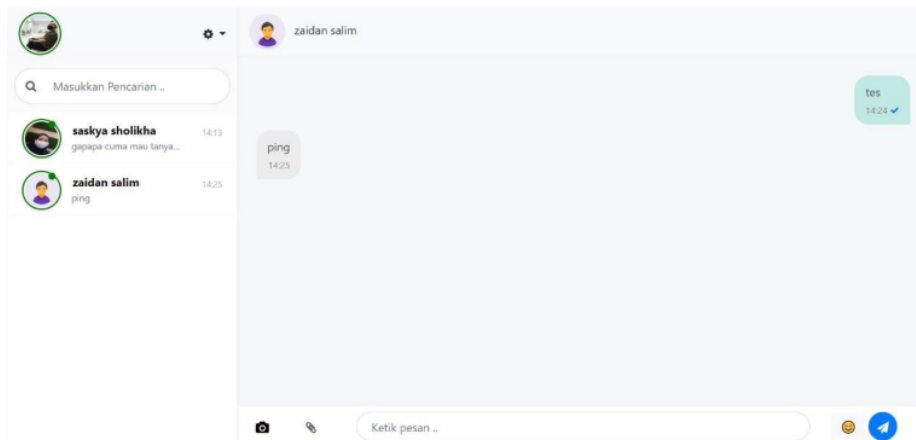 Masukkan Pencarian ..
saskya sholikha 14:13
gapapa cuma mau tanya...
zaidan salim 14:25
ping
zaidan salim
tes
14:24
ping
14:25
Ketik pesan ..